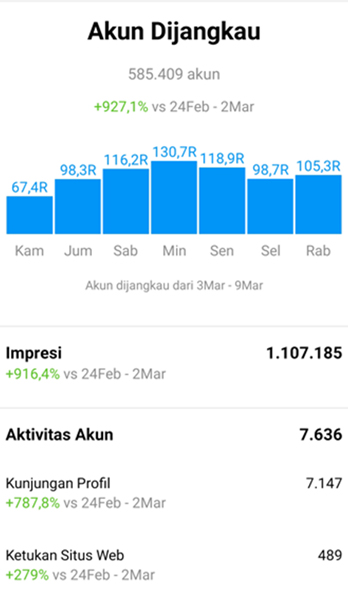 Akun Dijangkau
585.409 akun
+927,1% vs 24Feb - 2Mar
67,4R 98,3R 116,2R 130,7R 118,9R 98,7R 105,3R
Kam Jum Sab Min Sen Sel Rab
Akun dijangkau dari 3Mar - 9Mar
Impresi 1.107.185
+916,4% vs 24Feb - 2Mar
Aktivitas Akun 7.636
Kunjungan Profil 7.147
+787,8% vs 24Feb - 2Mar
Ketukan Situs Web 489
+279% vs 24Feb - 2Mar